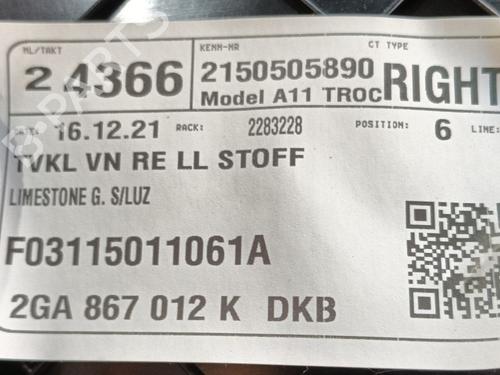 ML/TAKT KENN-NR CT TYPE
2 4366 2150505890 RIGHT
Model A11 TROC
16.12.21 RACK: 2283228 POSITION: 6 LINE:
TVKL VN RE LL STOFF
LIMESTONE G. S/LUZ
F03115011061A
2GA 867 012 K DKB
B-PARTS